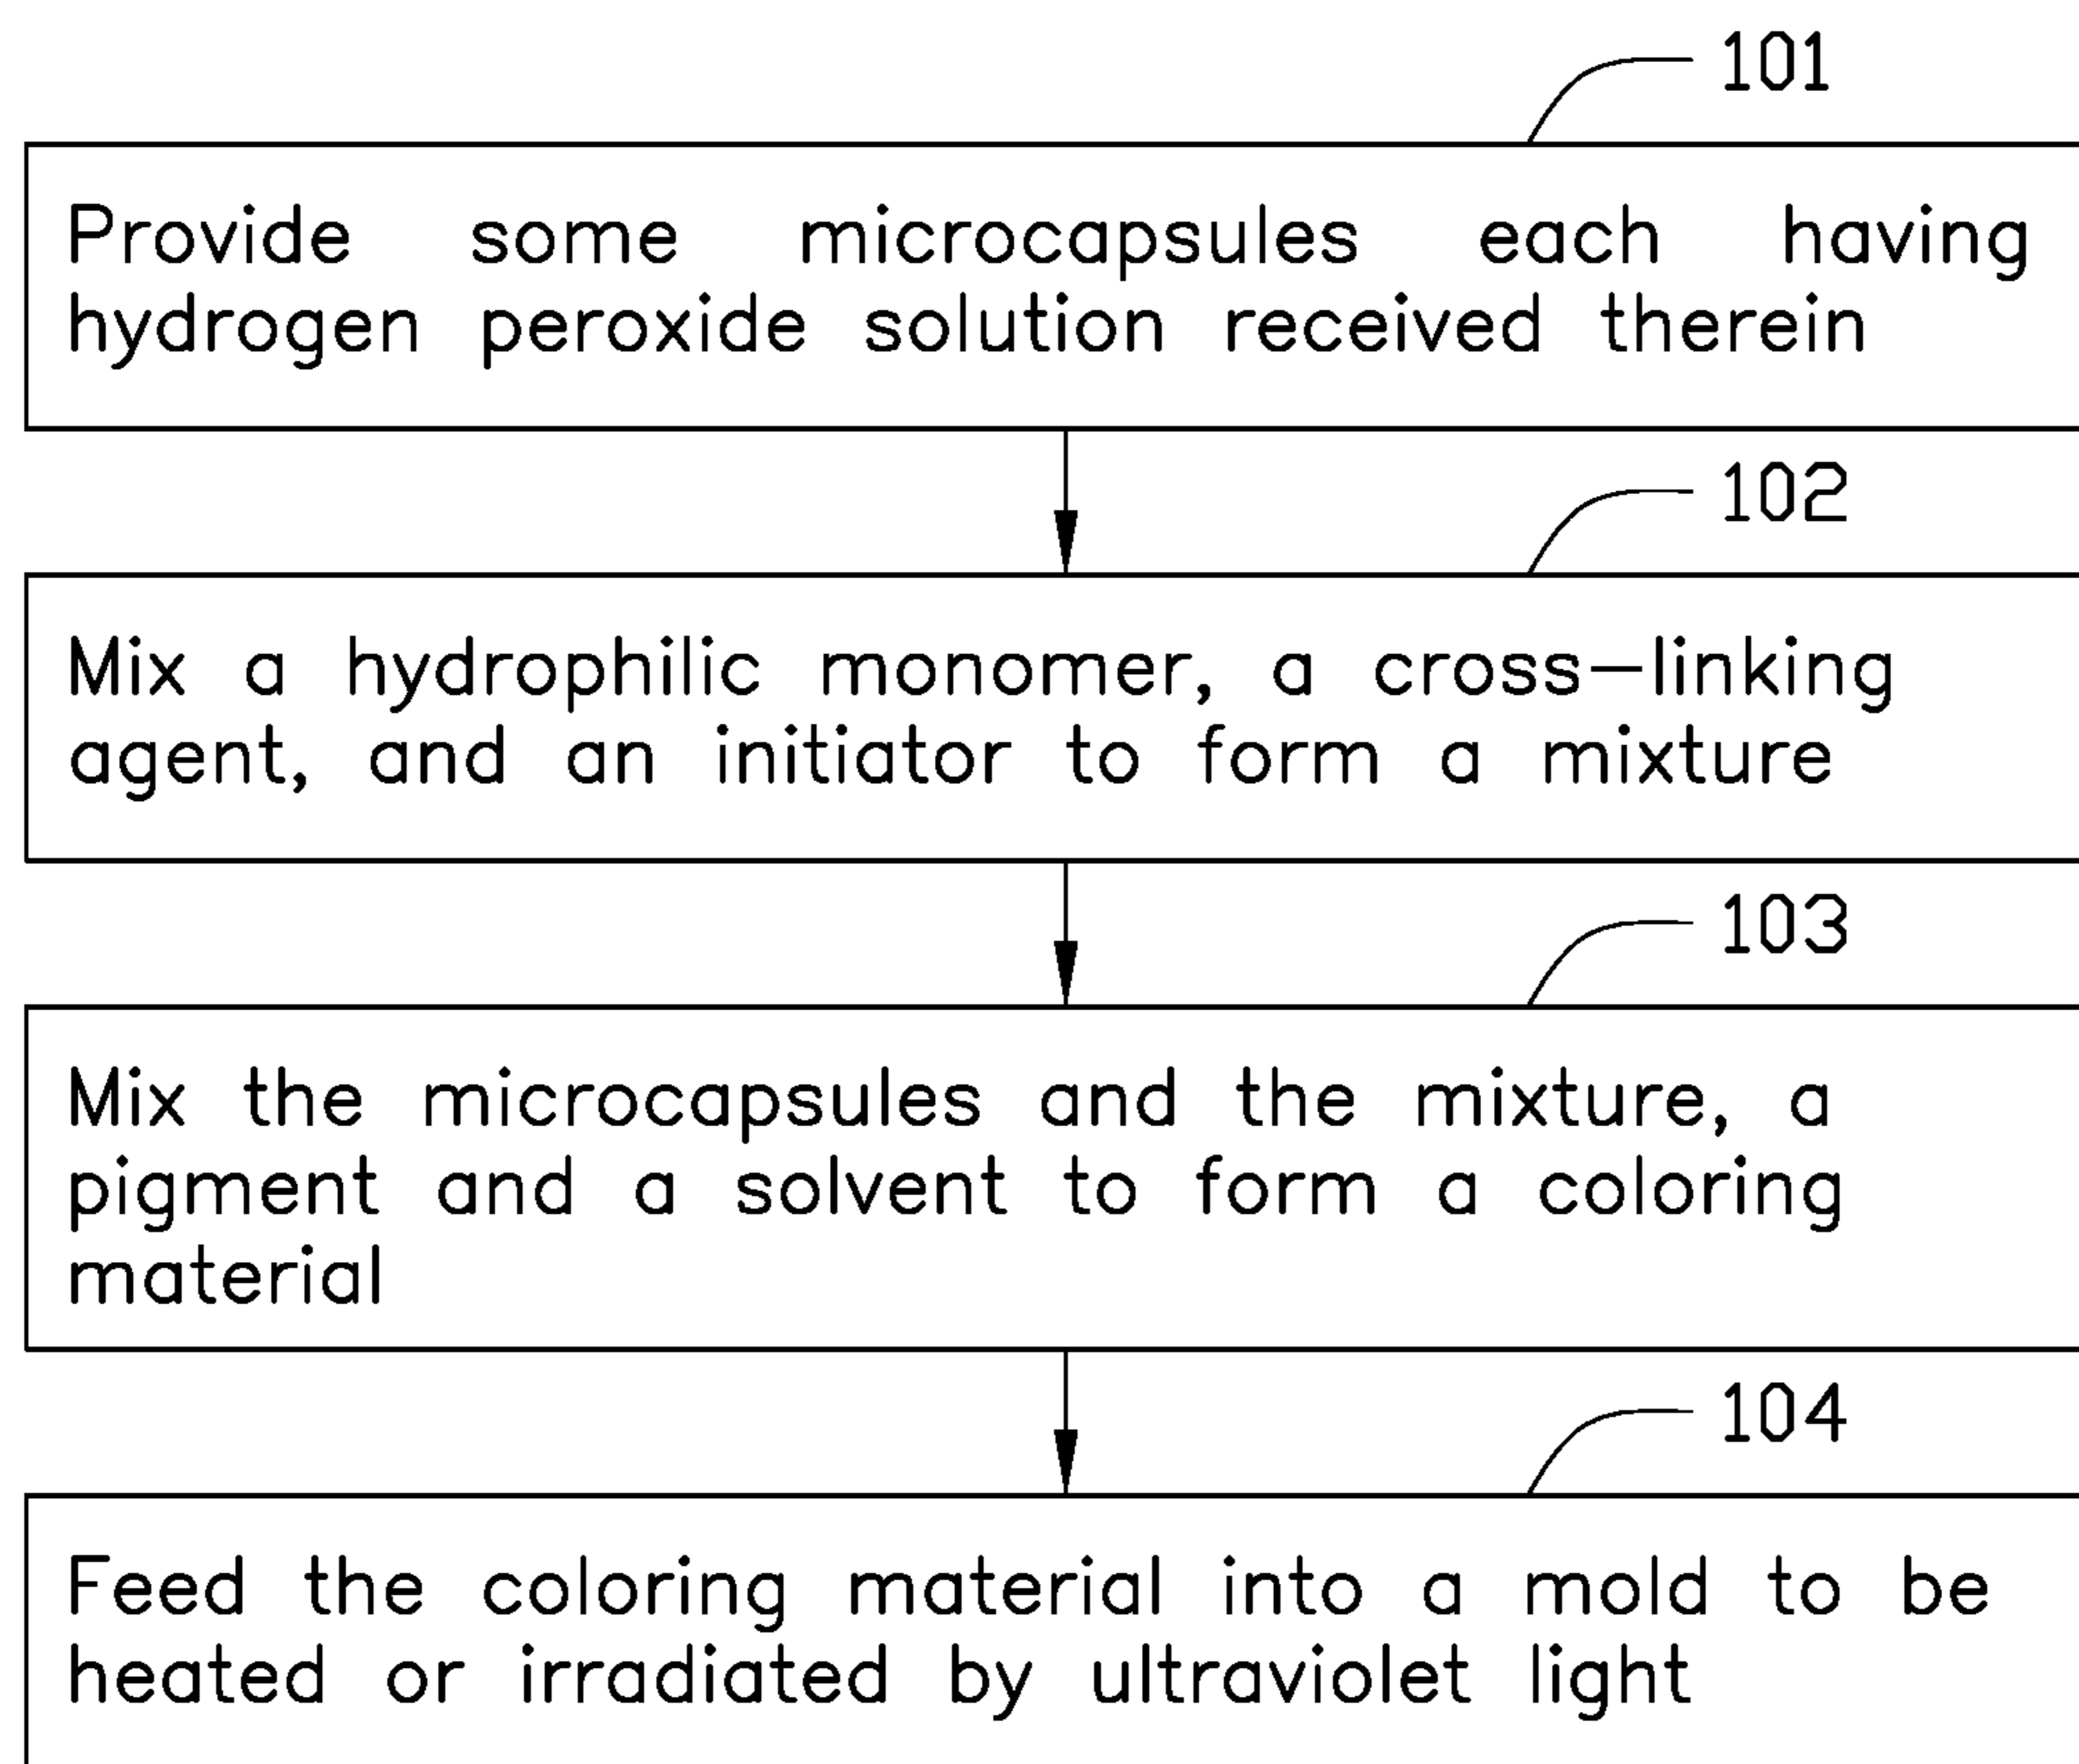 101
Provide some microcapsules each having
hydrogen peroxide solution received therein
102
Mix a hydrophilic monomer, a cross-linking
agent, and an initiator to form a mixture
103
Mix the microcapsules and the mixture, a
pigment and a solvent to form a coloring
material
104
Feed the coloring material into a mold to be
heated or irradiated by ultraviolet light